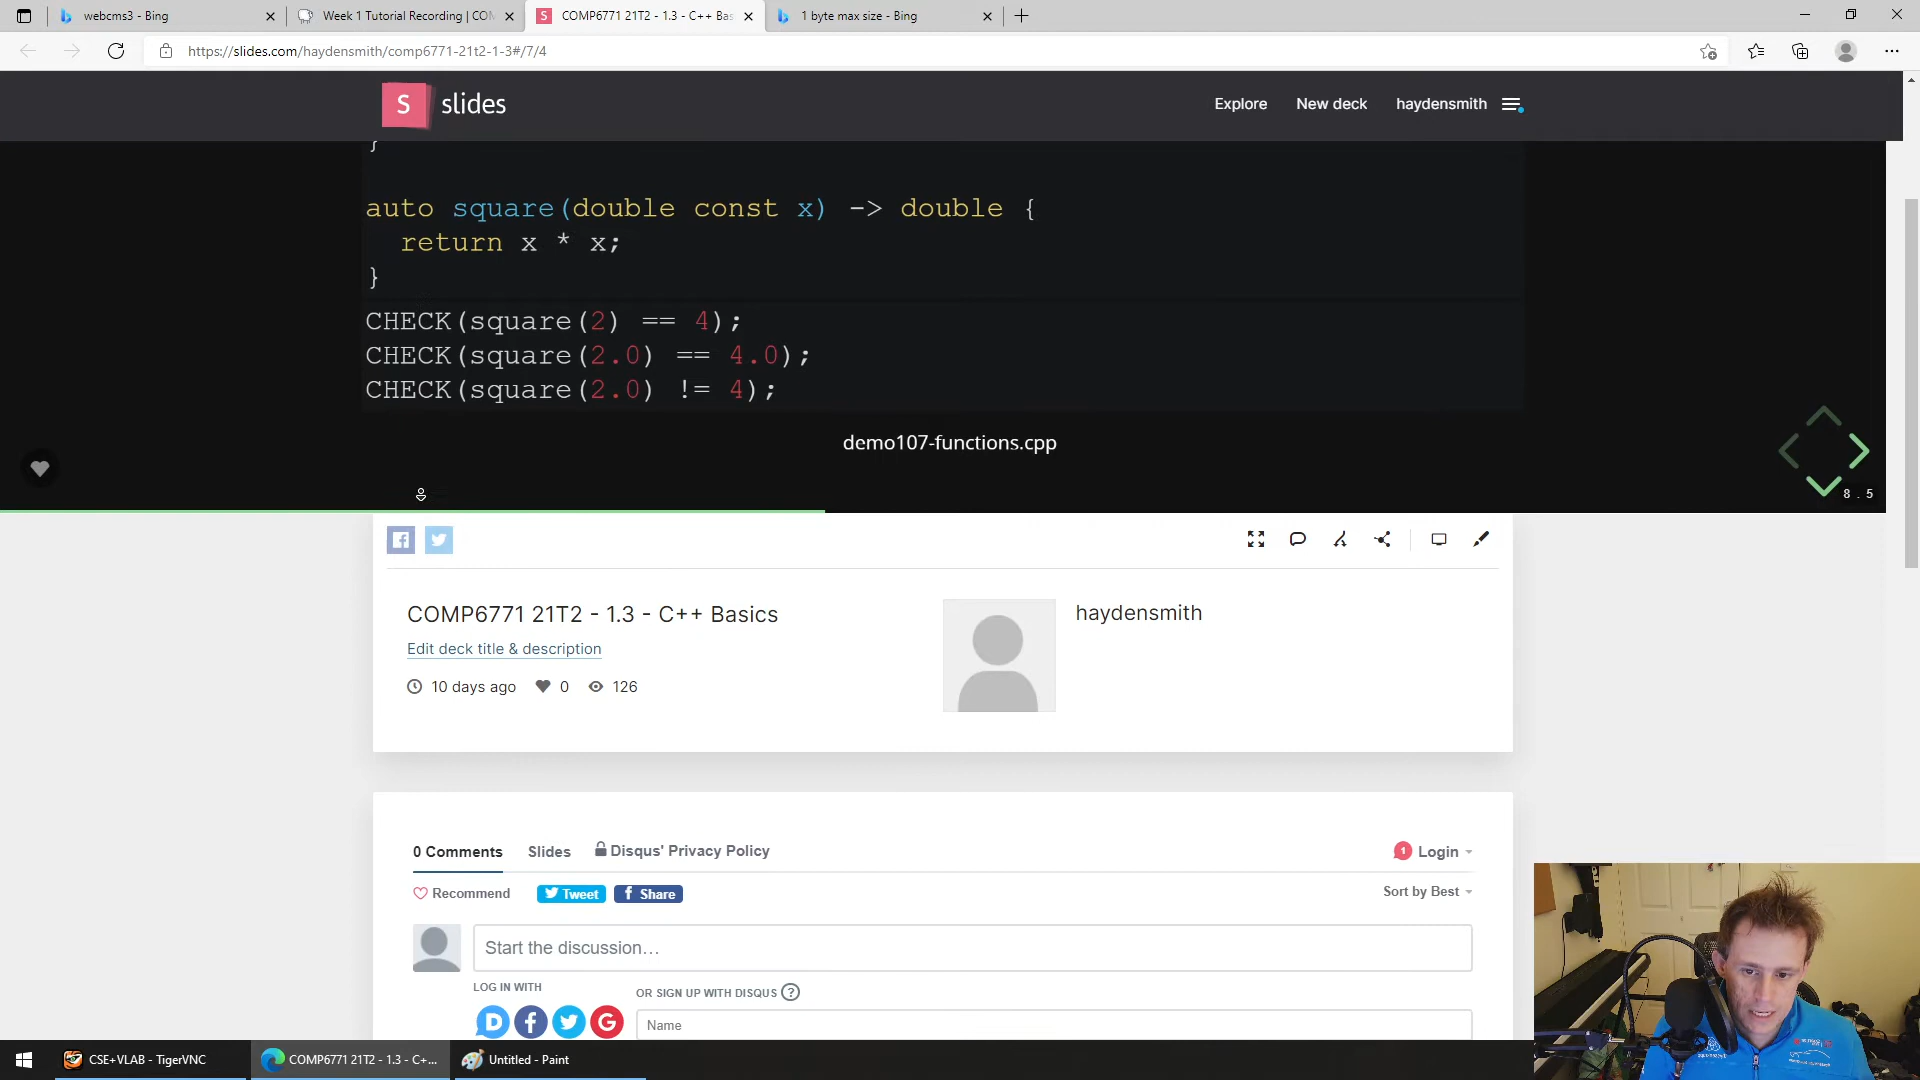 webcms3 - Bing
Week 1 Tutorial Recording | CON
COMP6771 21T2 - 1.3 - C++ Bas
1 byte max size - Bing
https://slides.com/haydensmith/comp6771-21t2-1-3#/7/4
S slides
Explore
New deck
haydensmith
}
auto square(double const x) -> double {
return x * x;
}
CHECK(square(2) == 4);
CHECK(square(2.0) == 4.0);
CHECK(square(2.0) != 4);
demo107-functions.cpp
8 . 5
COMP6771 21T2 - 1.3 - C++ Basics
haydensmith
Edit deck title & description
10 days ago
0
126
0 Comments
Slides
Disqus' Privacy Policy
1
Login
Recommend
Tweet
Share
Sort by Best
Start the discussion…
LOG IN WITH
OR SIGN UP WITH DISQUS ?
D f G
Name
CSE+VLAB - TigerVNC
COMP6771 21T2 - 1.3 - C+...
Untitled - Paint